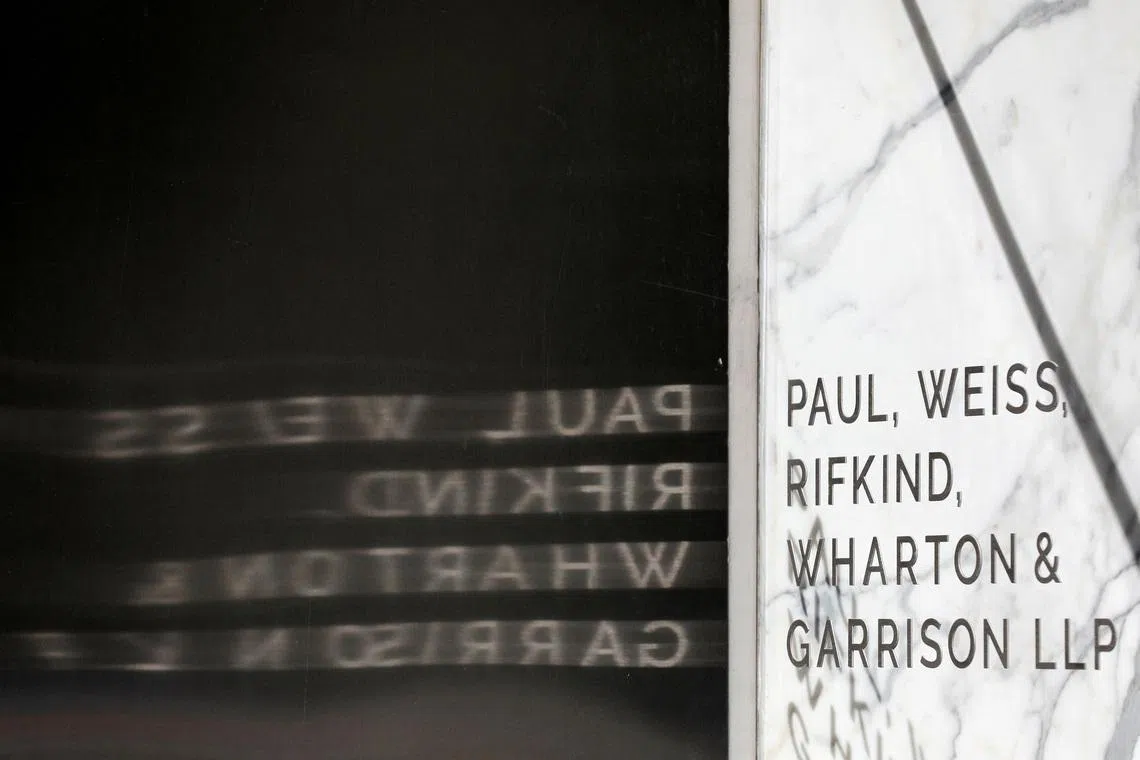 PAUL, WEISS,
RIFKIND,
WHARTON &
GARRISON LLP